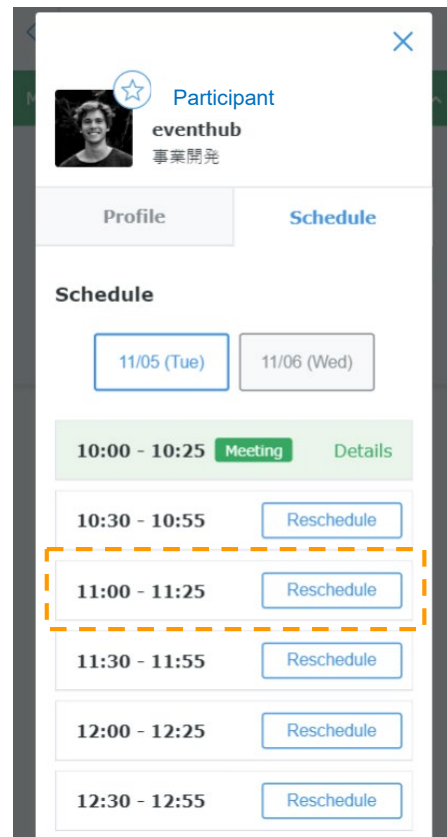 Participant
eventhub
事業開発
Profile Schedule
Schedule
11/05 (Tue) 11/06 (Wed)
10:00 - 10:25 Meeting Details
10:30 - 10:55 Reschedule
11:00 - 11:25 Reschedule
11:30 - 11:55 Reschedule
12:00 - 12:25 Reschedule
12:30 - 12:55 Reschedule